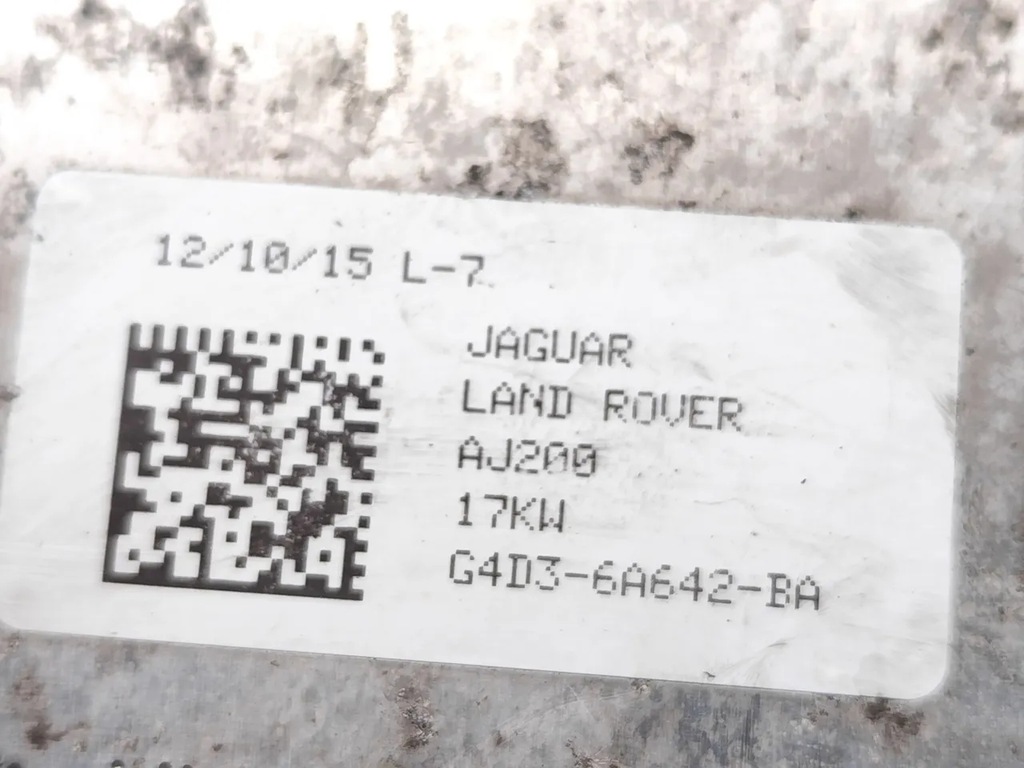 12/10/15 L-7
JAGUAR
LAND ROVER
AJ200
17KW
G4D3-6A642-BA